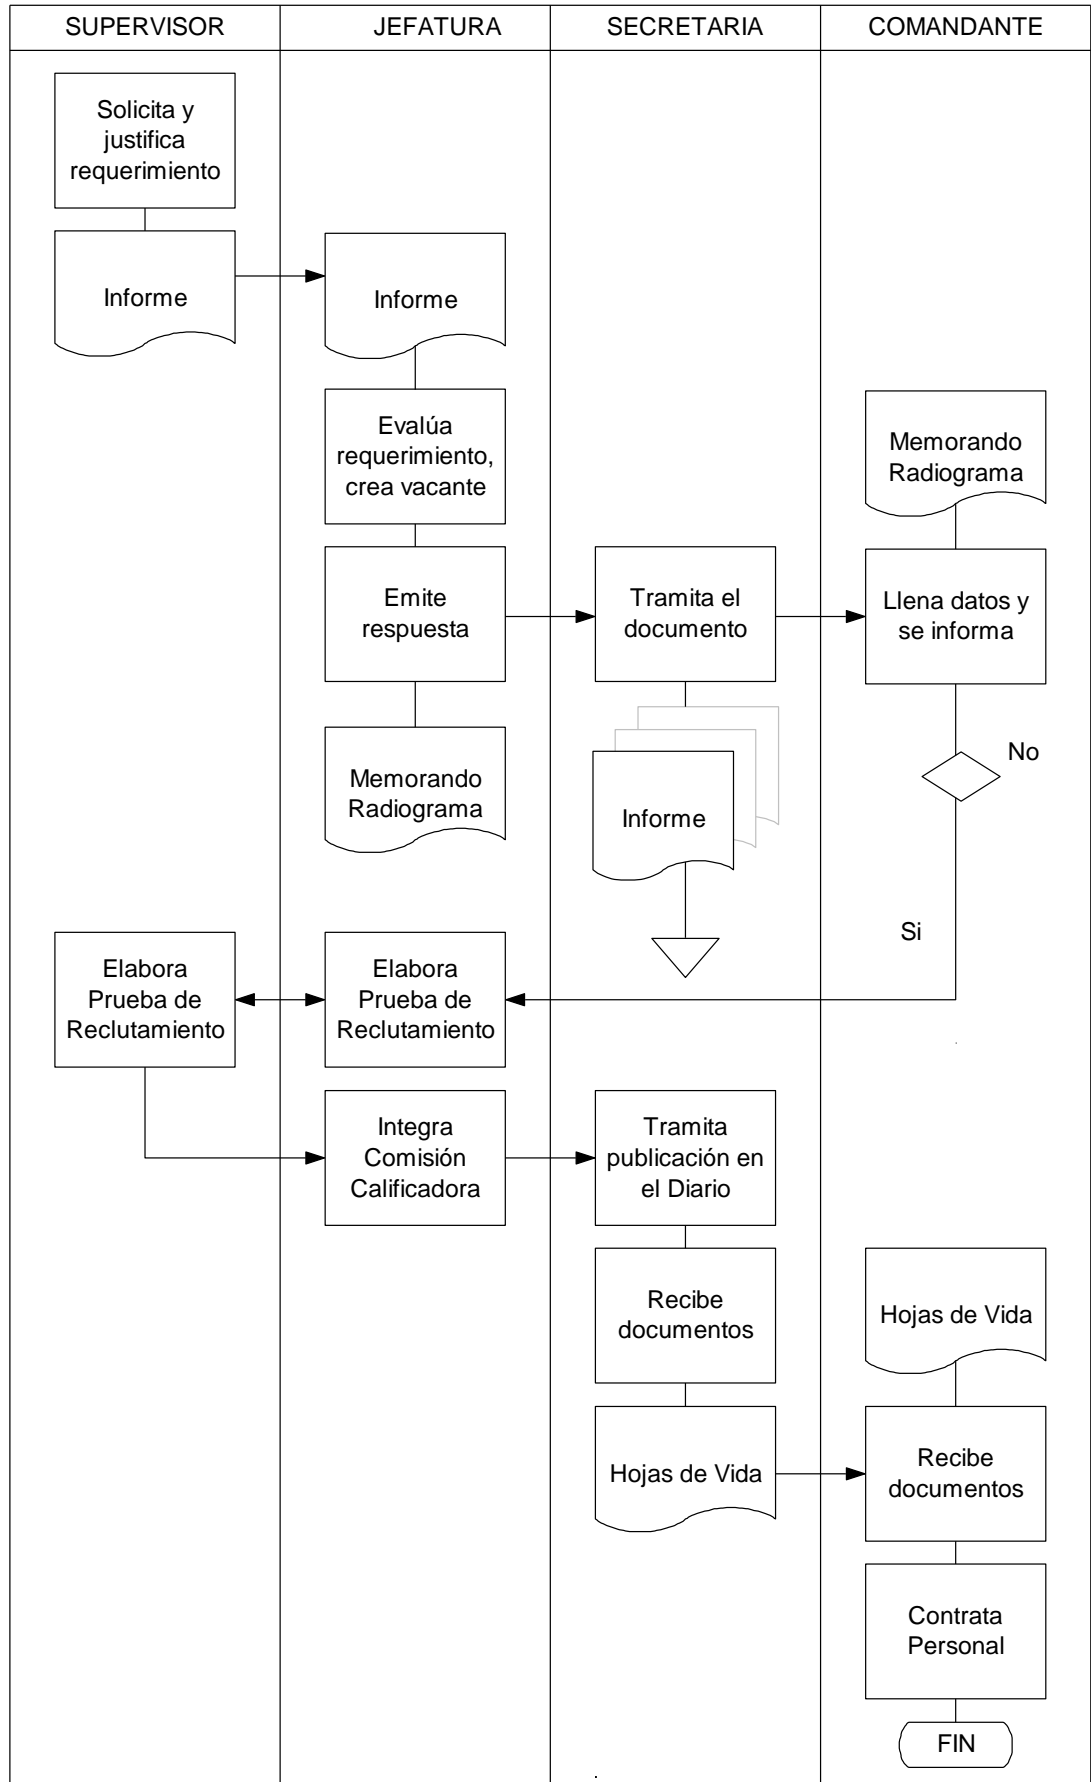 SUPERVISOR
JEFATURA
SECRETARIA
COMANDANTE
Solicita y
justifica
requerimiento
Informe
Informe
Evalúa
requerimiento,
crea vacante
Memorando
Radiograma
Emite
respuesta
Tramita el
documento
Llena datos y
se informa
Memorando
Radiograma
Informe
No
Si
Elabora
Prueba de
Reclutamiento
Elabora
Prueba de
Reclutamiento
Integra
Comisión
Calificadora
Tramita
publicación en
el Diario
Recibe
documentos
Hojas de Vida
Hojas de Vida
Recibe
documentos
Contrata
Personal
FIN